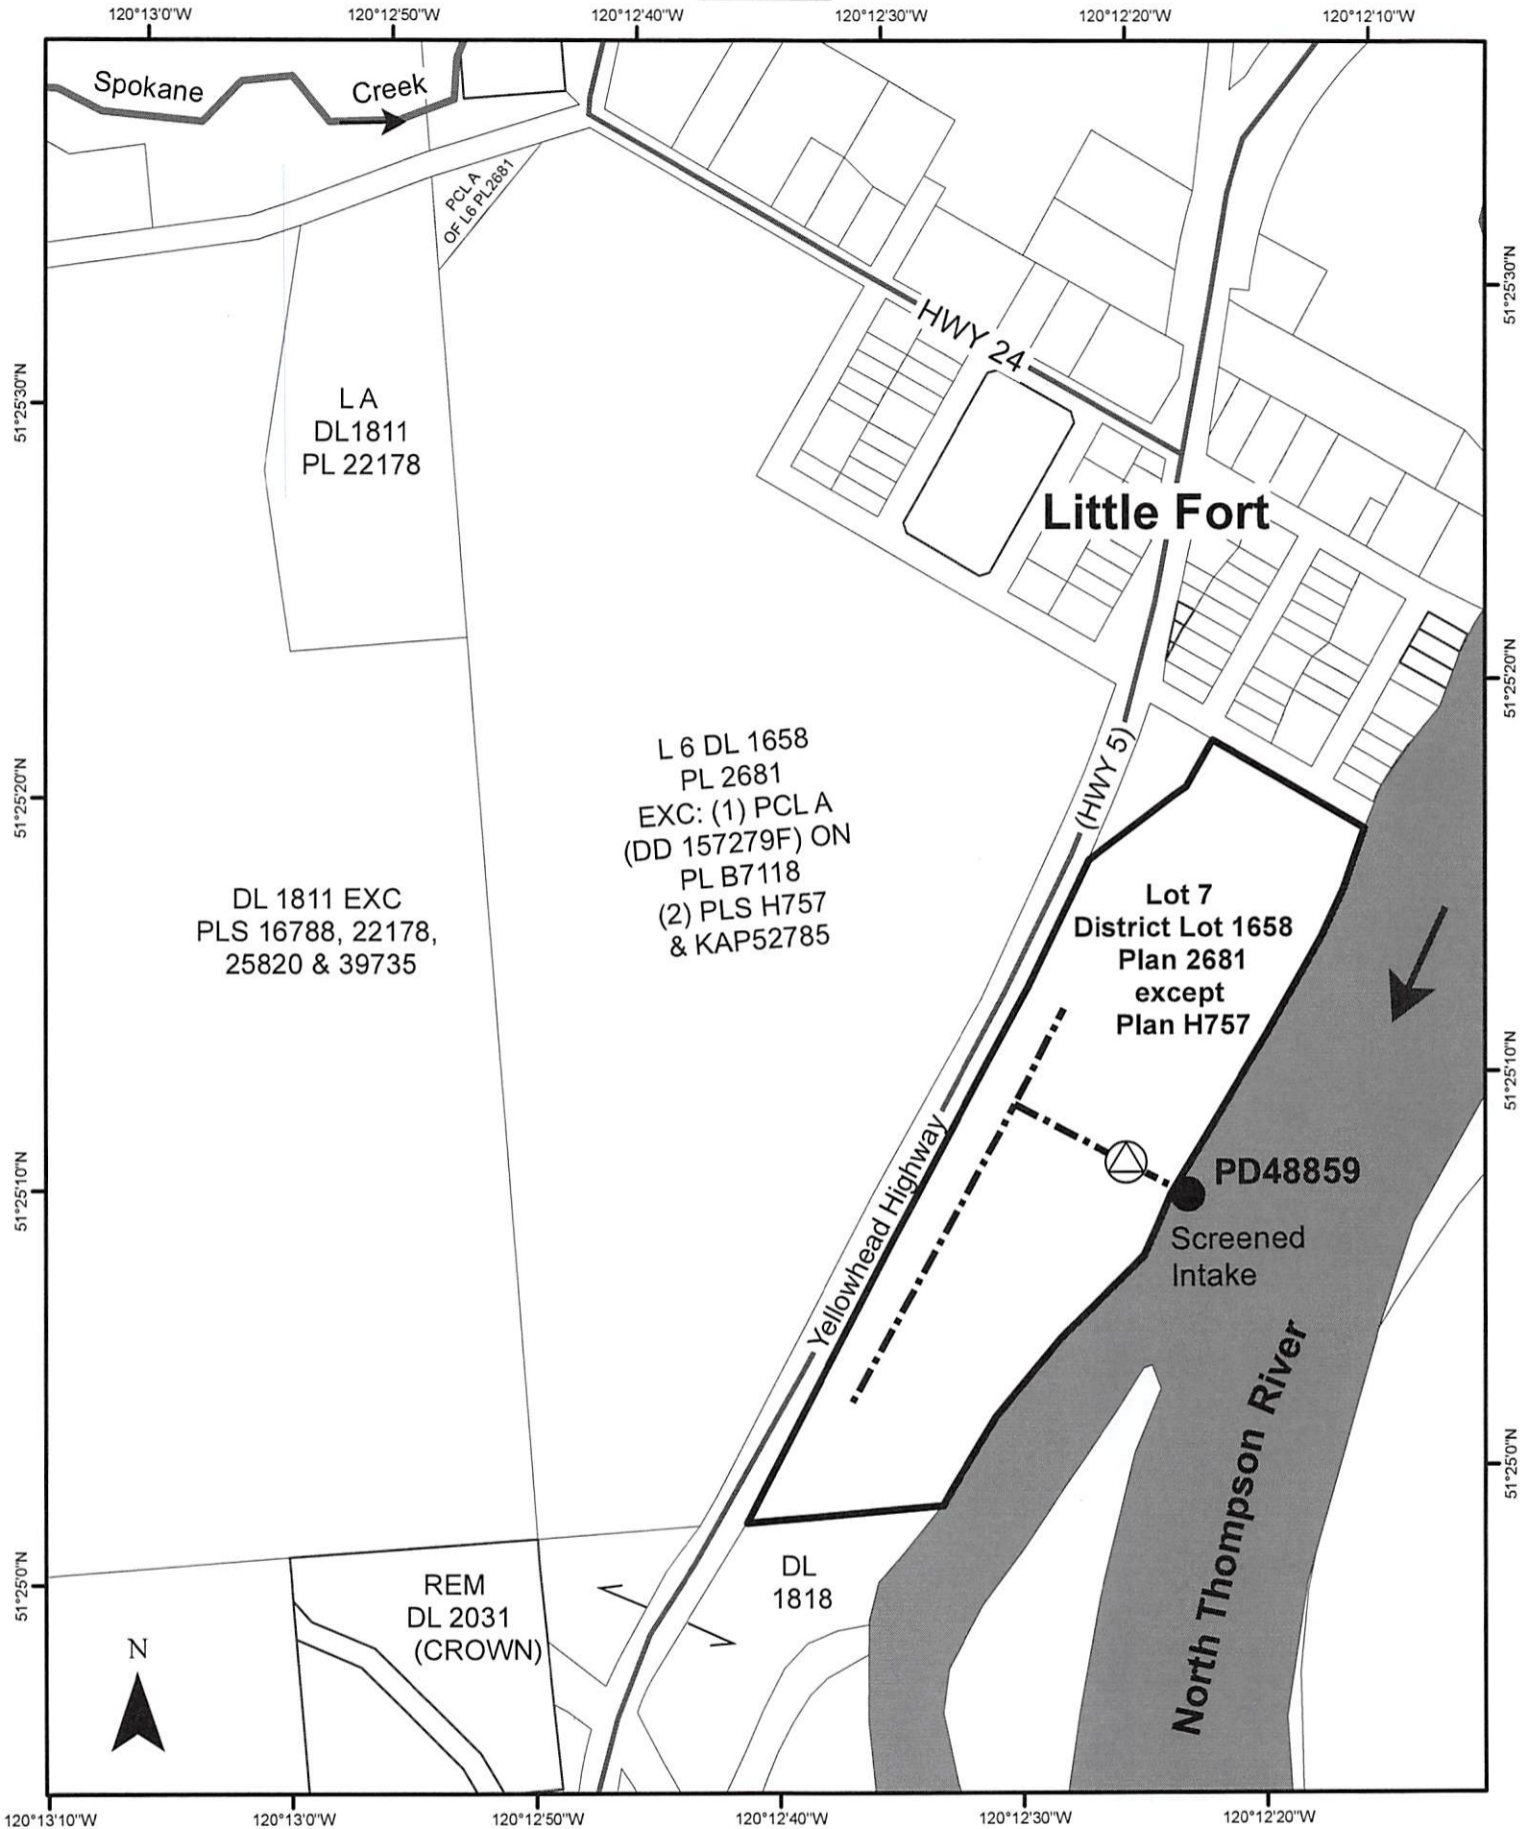 120°13'0"W 120°12'50"W 120°12'40"W 120°12'30"W 120°12'20"W 120°12'10"W
Spokane Creek
PCL A
OF L6 PL2681
51°25'30"N
51°25'30"N
HWY 24
L A
DL1811
PL 22178
Little Fort
51°25'20"N
51°25'20"N
L 6 DL 1658
PL 2681
EXC: (1) PCL A
(DD 157279F) ON
PL B7118
(2) PLS H757
& KAP52785
(HWY 5)
DL 1811 EXC
PLS 16788, 22178,
25820 & 39735
Lot 7
District Lot 1658
Plan 2681
except
Plan H757
51°25'10"N
51°25'10"N
Yellowhead Highway
PD48859
Screened
Intake
North Thompson River
51°25'0"N
51°25'0"N
DL
1818
REM
DL 2031
(CROWN)
N
120°13'10"W 120°13'0"W 120°12'50"W 120°12'40"W 120°12'30"W 120°12'20"W